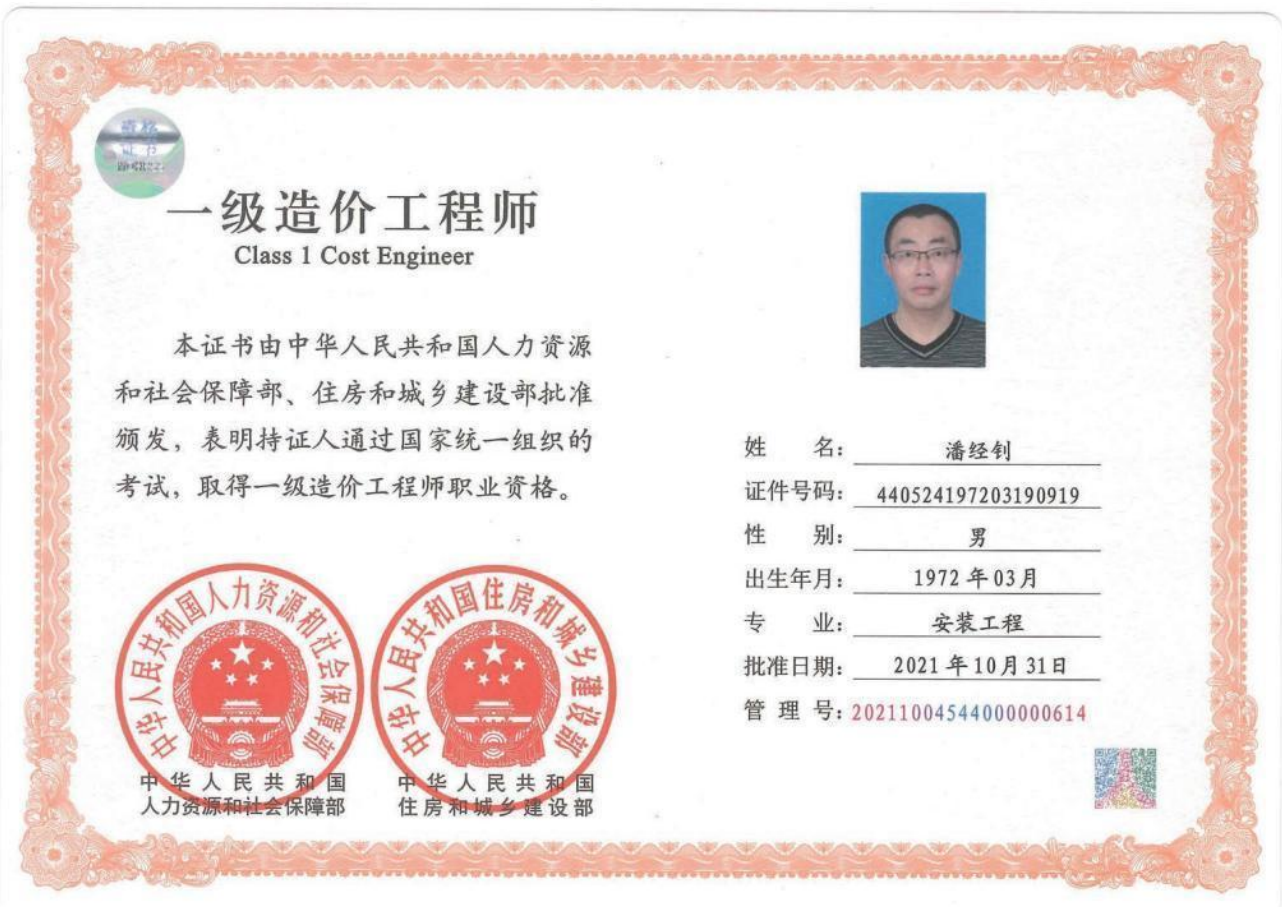 资格
证书
一级造价工程师
Class 1 Cost Engineer
本证书由中华人民共和国人力资源
和社会保障部、住房和城乡建设部批准
颁发，表明持证人通过国家统一组织的
考试，取得一级造价工程师职业资格。
中华人民共和国人力资源和社会保障部
中华人民共和国住房和城乡建设部
中华人民共和国
人力资源和社会保障部
中华人民共和国
住房和城乡建设部
姓 名: 潘经钊
证件号码: 440524197203190919
性 别: 男
出生年月: 1972年03月
专 业: 安装工程
批准日期: 2021年10月31日
管 理 号: 20211004544000000614